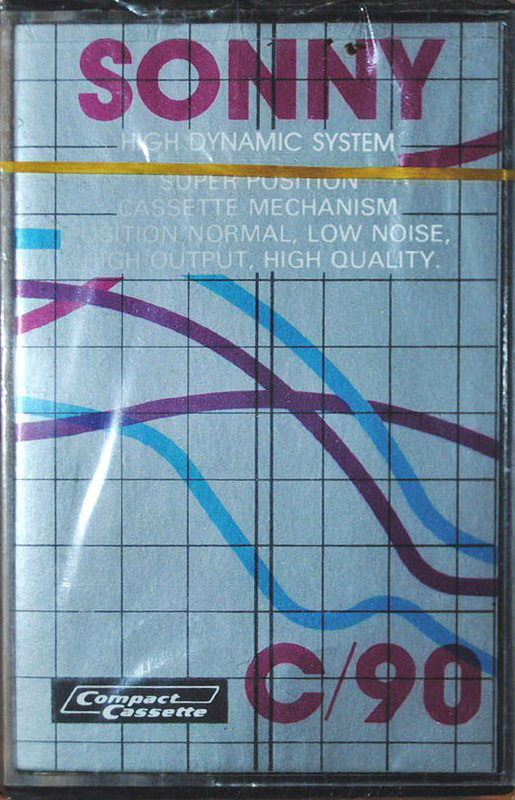 SONNY
HIGH DYNAMIC SYSTEM
SUPER POSITION
CASSETTE MECHANISM
POSITION NORMAL, LOW NOISE,
HIGH OUTPUT, HIGH QUALITY.
C/90
Compact
Cassette